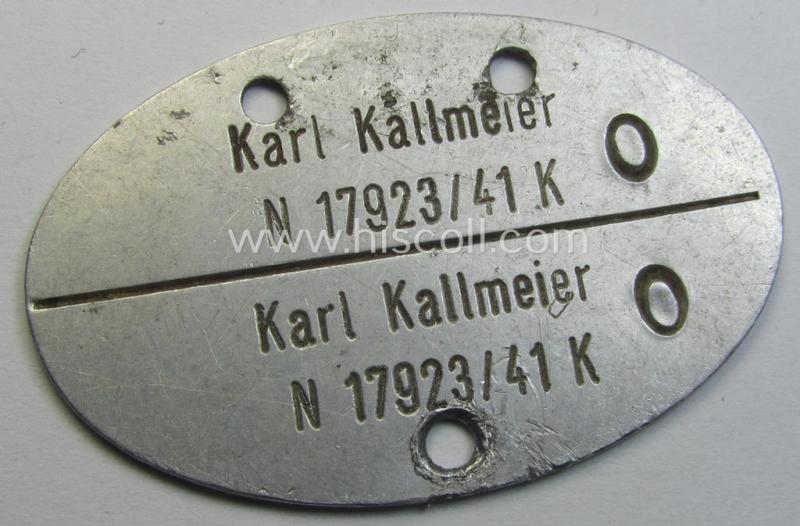 Karl Kallmeier O
N 17923/41 K
www.hiscoll.com
Karl Kallmeier O
N 17923/41 K